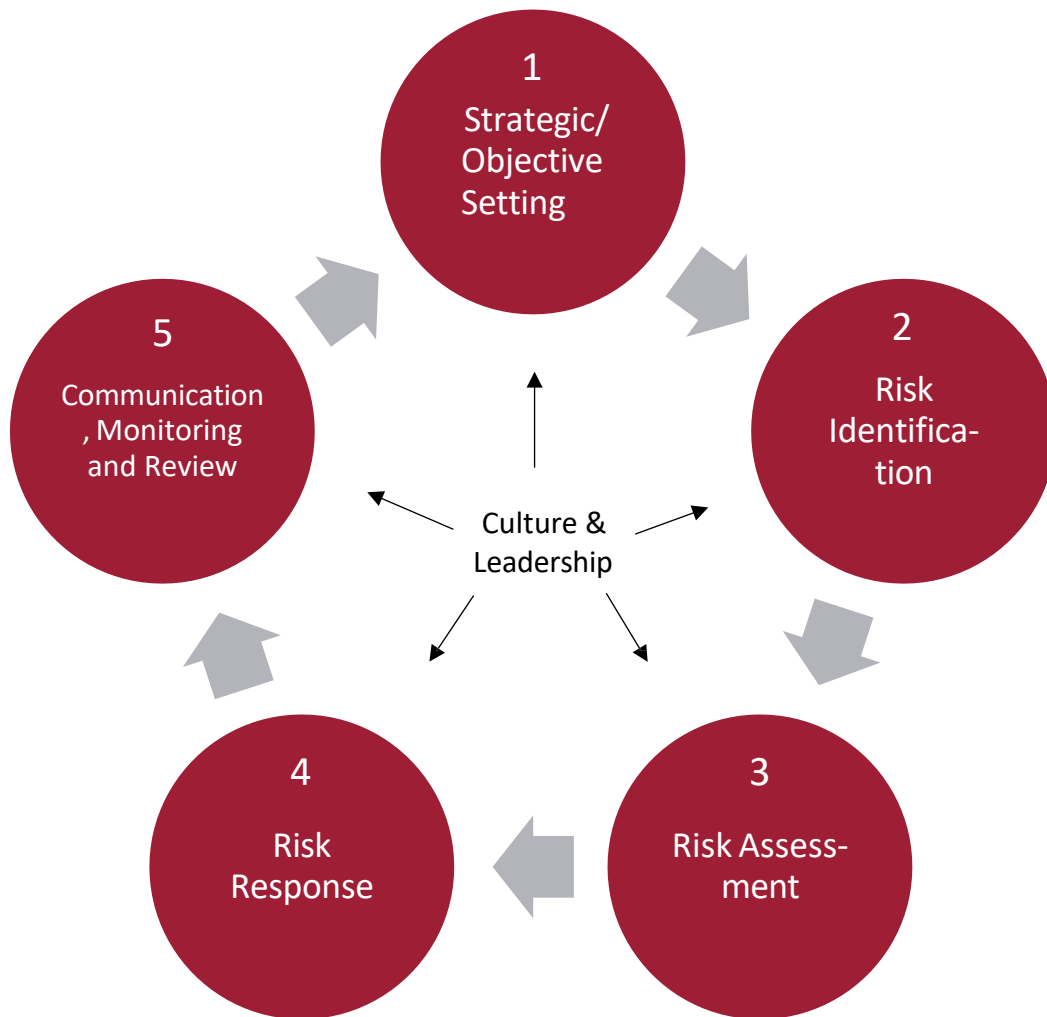 1
Strategic/
Objective
Setting
2
Risk
Identifica-
tion
3
Risk Assess-
ment
4
Risk
Response
5
Communication
, Monitoring
and Review
Culture &
Leadership